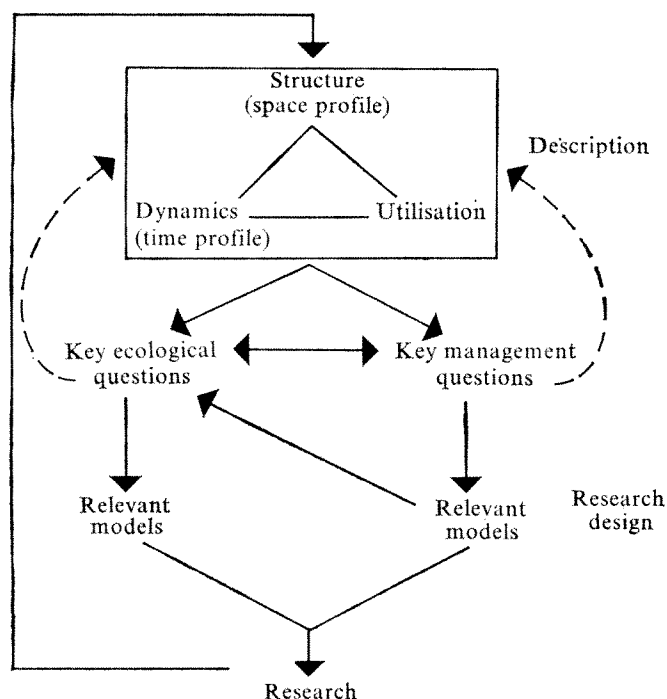 Structure
(space profile)
Description
Dynamics
(time profile)
Utilisation
Key ecological
questions
Key management
questions
Relevant
models
Relevant
models
Research
design
Research